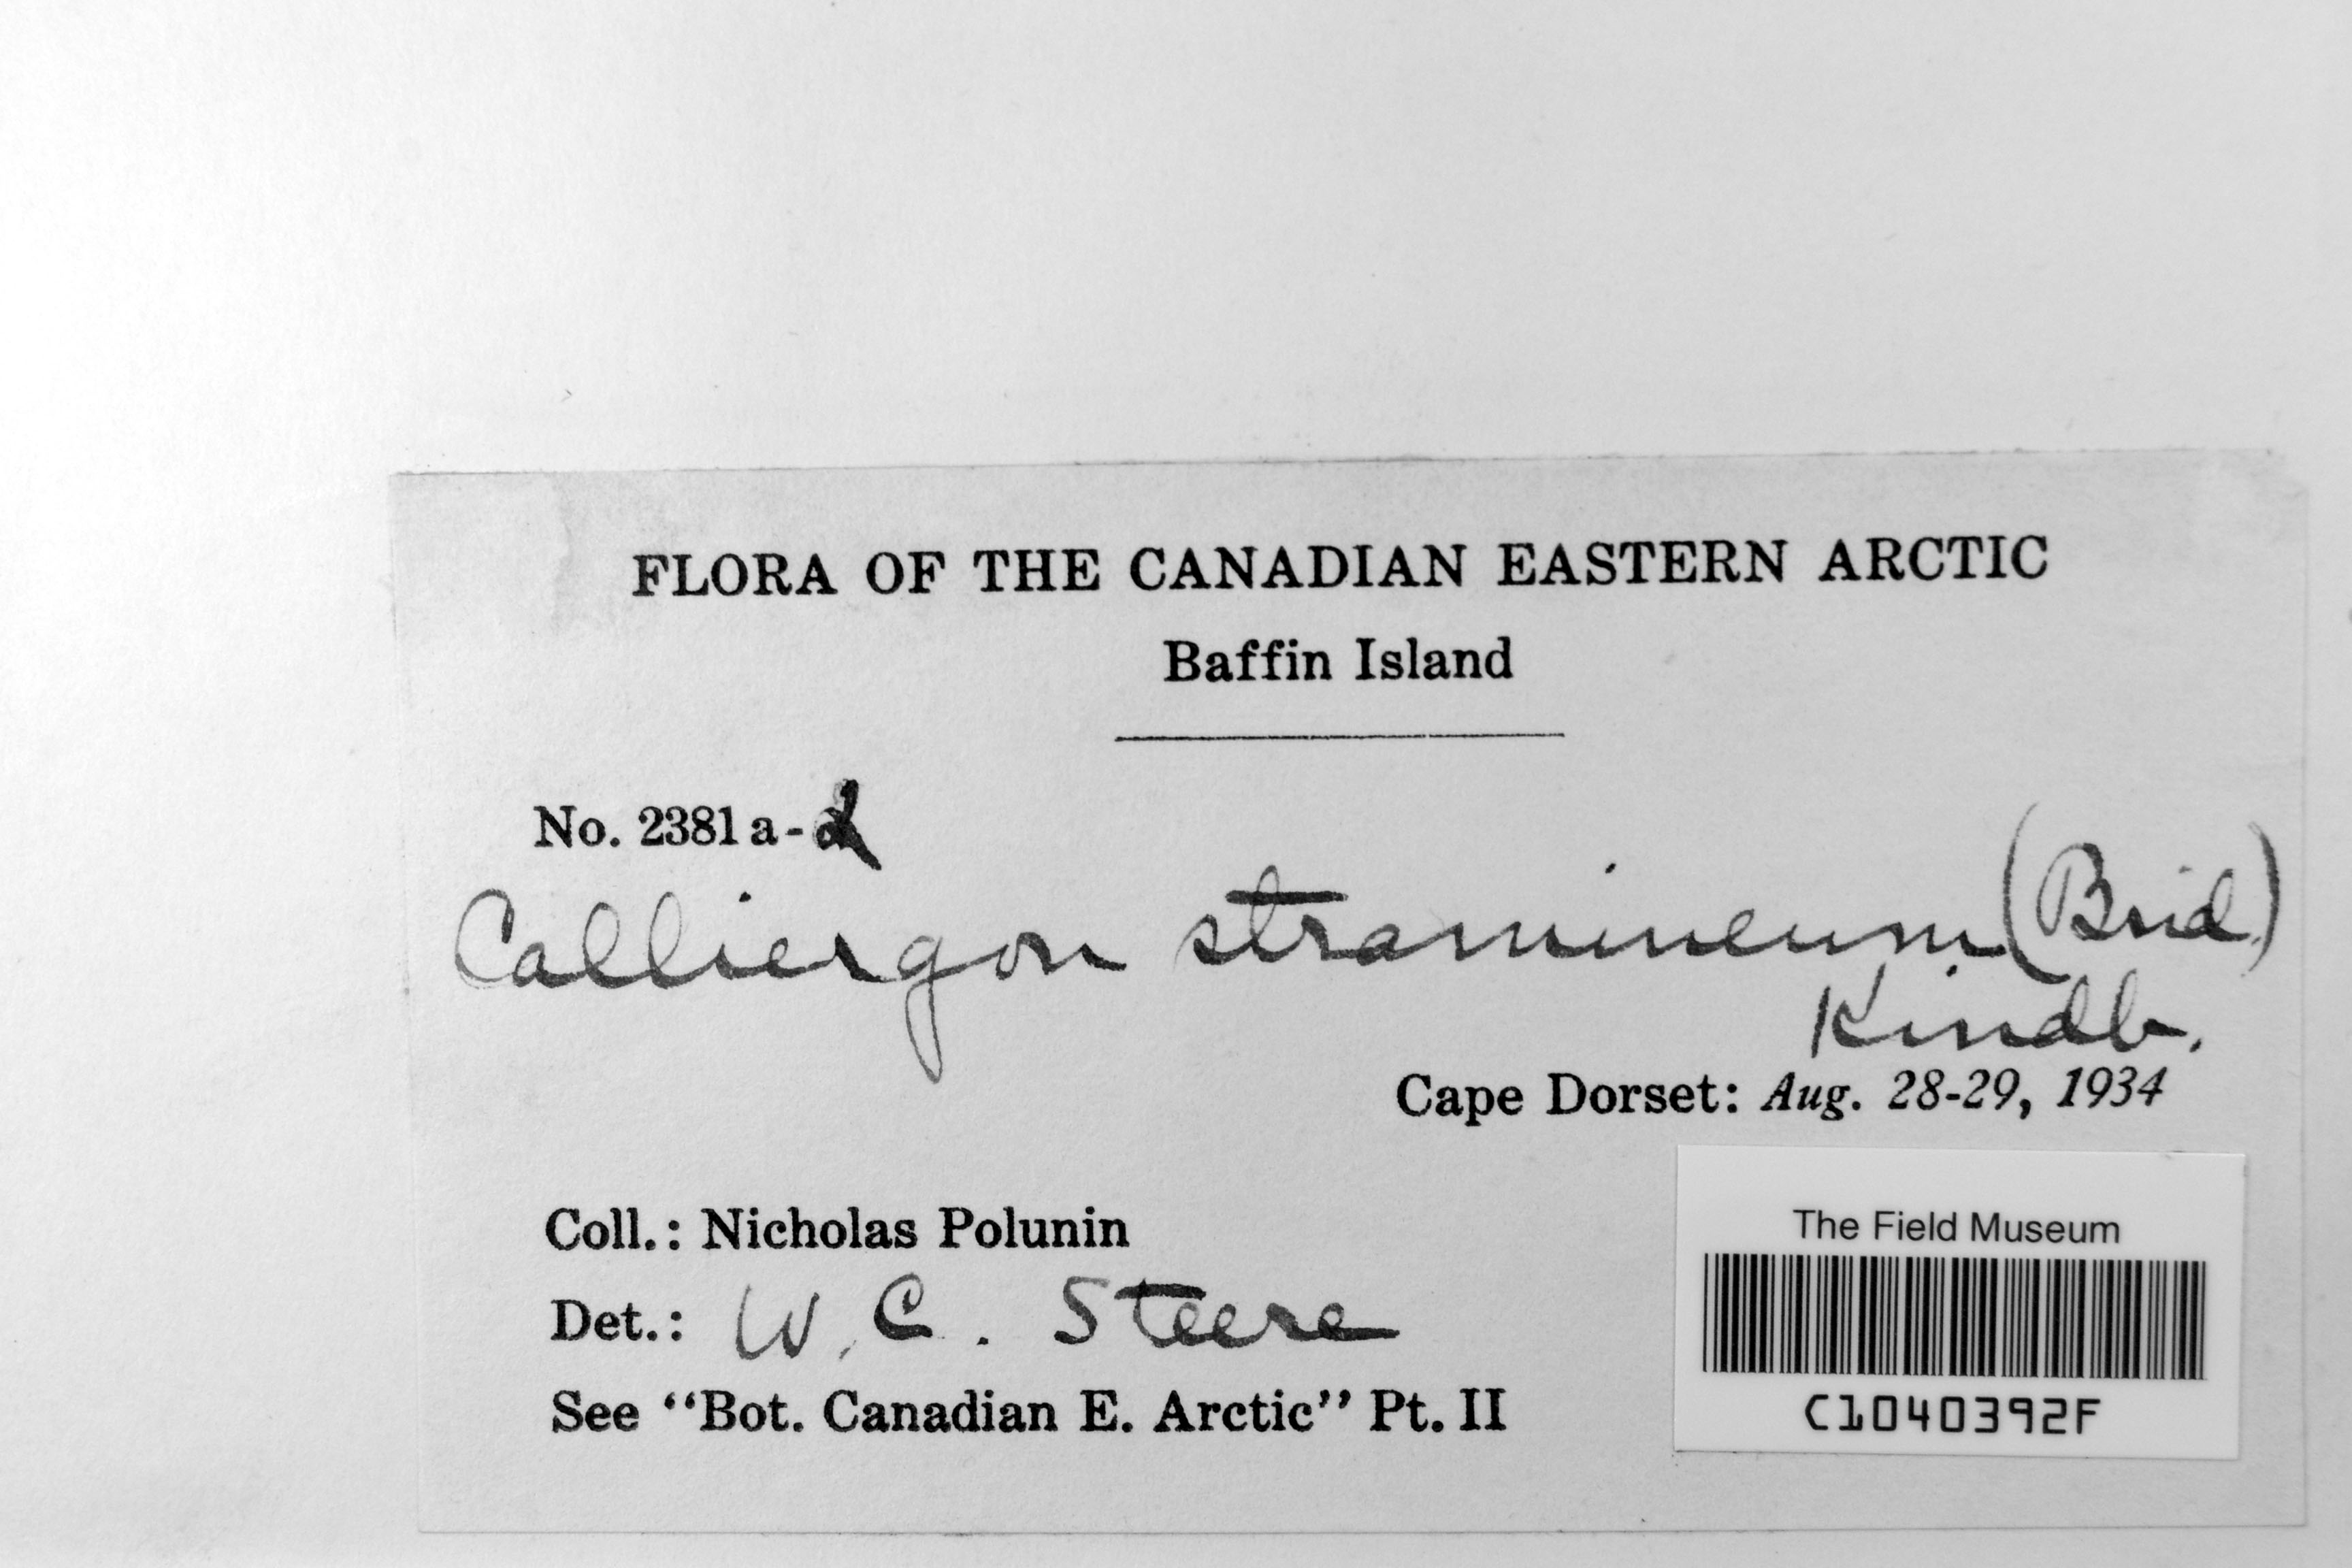 FLORA OF THE CANADIAN EASTERN ARCTIC
Baffin Island
No. 2381 a-
Calliergon stramineum (Brid.)
Kindb.
Cape Dorset: Aug. 28-29, 1934
Coll.: Nicholas Polunin
Det.: W. C. Steere
See “Bot. Canadian E. Arctic” Pt. II
The Field Museum
C1040392F